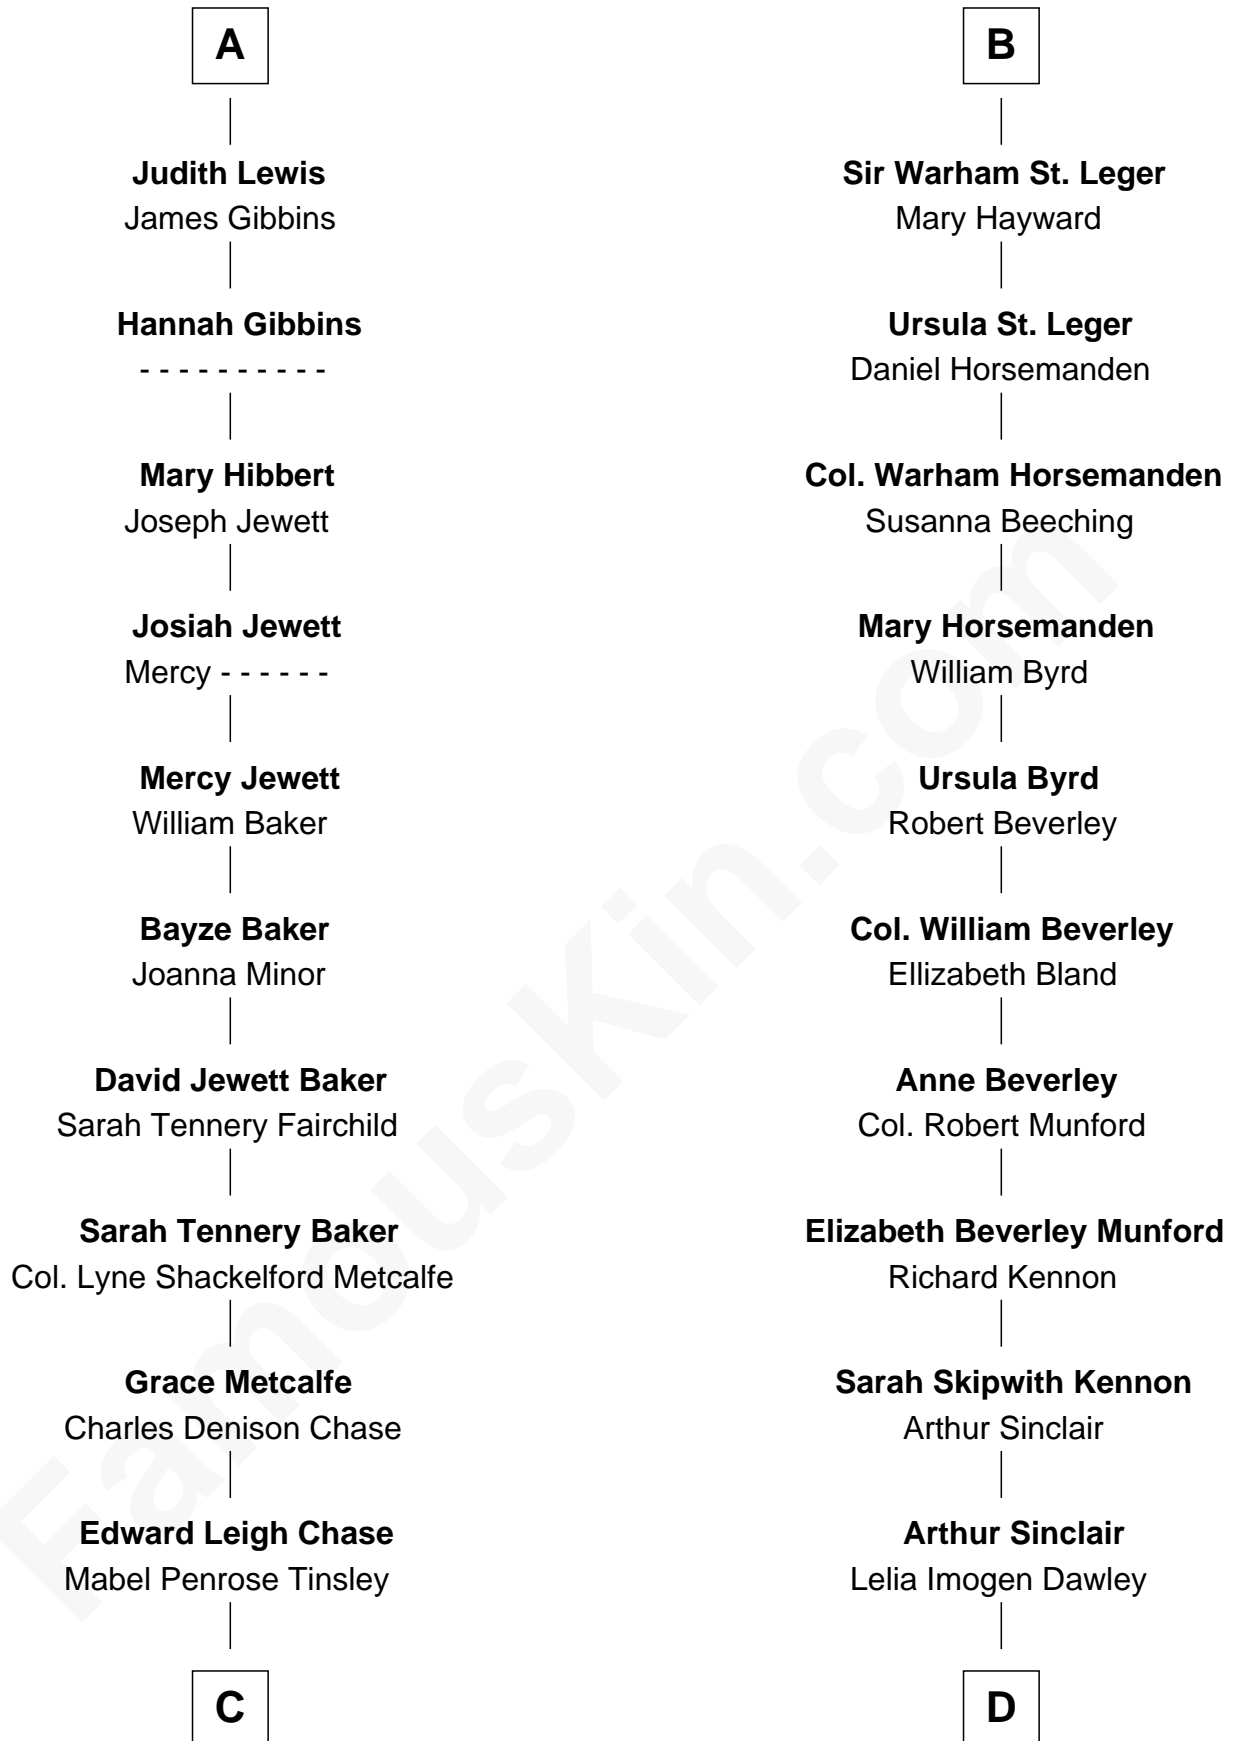 A
Judith Lewis
James Gibbins
Hannah Gibbins
- - - - - - - - - -
Mary Hibbert
Joseph Jewett
Josiah Jewett
Mercy - - - - - -
Mercy Jewett
William Baker
Bayze Baker
Joanna Minor
David Jewett Baker
Sarah Tennery Fairchild
Sarah Tennery Baker
Col. Lyne Shackelford Metcalfe
Grace Metcalfe
Charles Denison Chase
Edward Leigh Chase
Mabel Penrose Tinsley
C
B
Sir Warham St. Leger
Mary Hayward
Ursula St. Leger
Daniel Horsemanden
Col. Warham Horsemanden
Susanna Beeching
Mary Horsemanden
William Byrd
Ursula Byrd
Robert Beverley
Col. William Beverley
Ellizabeth Bland
Anne Beverley
Col. Robert Munford
Elizabeth Beverley Munford
Richard Kennon
Sarah Skipwith Kennon
Arthur Sinclair
Arthur Sinclair
Lelia Imogen Dawley
D
FamousKin.com